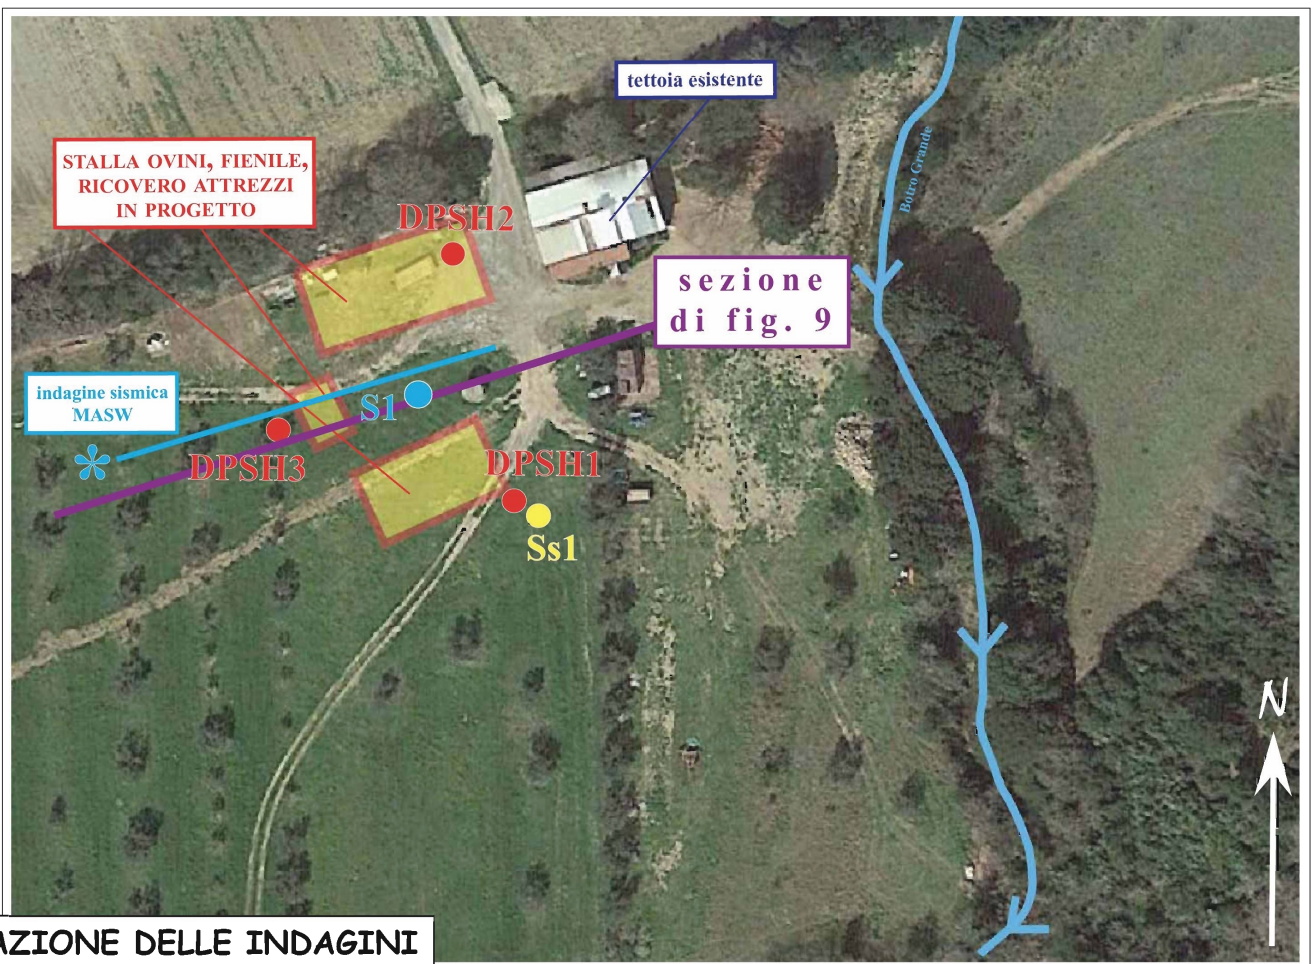 tettoia esistente
STALLA OVINI, FIENILE,
RICOVERO ATTREZZI
IN PROGETTO
Botro Grande
DPSH2
sezione
di fig. 9
indagine sismica
MASW
S1
DPSH3
DPSH1
Ss1
N
AZIONE DELLE INDAGINI